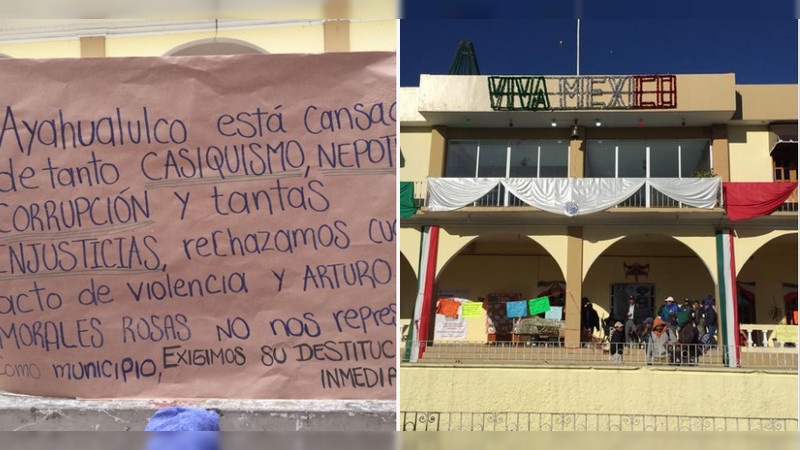 Ayahualulco está cansac
de tanto CASIQUISMO, NEPOT
CORRUPCIÓN y tantas
INJUSTICIAS, rechazamos cu
acto de violencia y ARTURO
MORALES ROSAS NO nos repres
como municipio, EXIGIMOS SU DESTITUC
INMEDIA
VIVA MEXICO